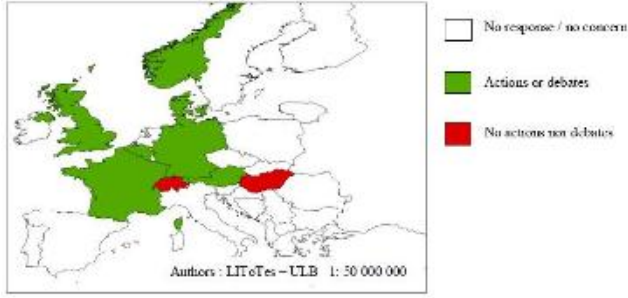 No response / no concern
Actions or debates
No actions nor debates
Authors : LIToTes – ULB 1: 50 000 000